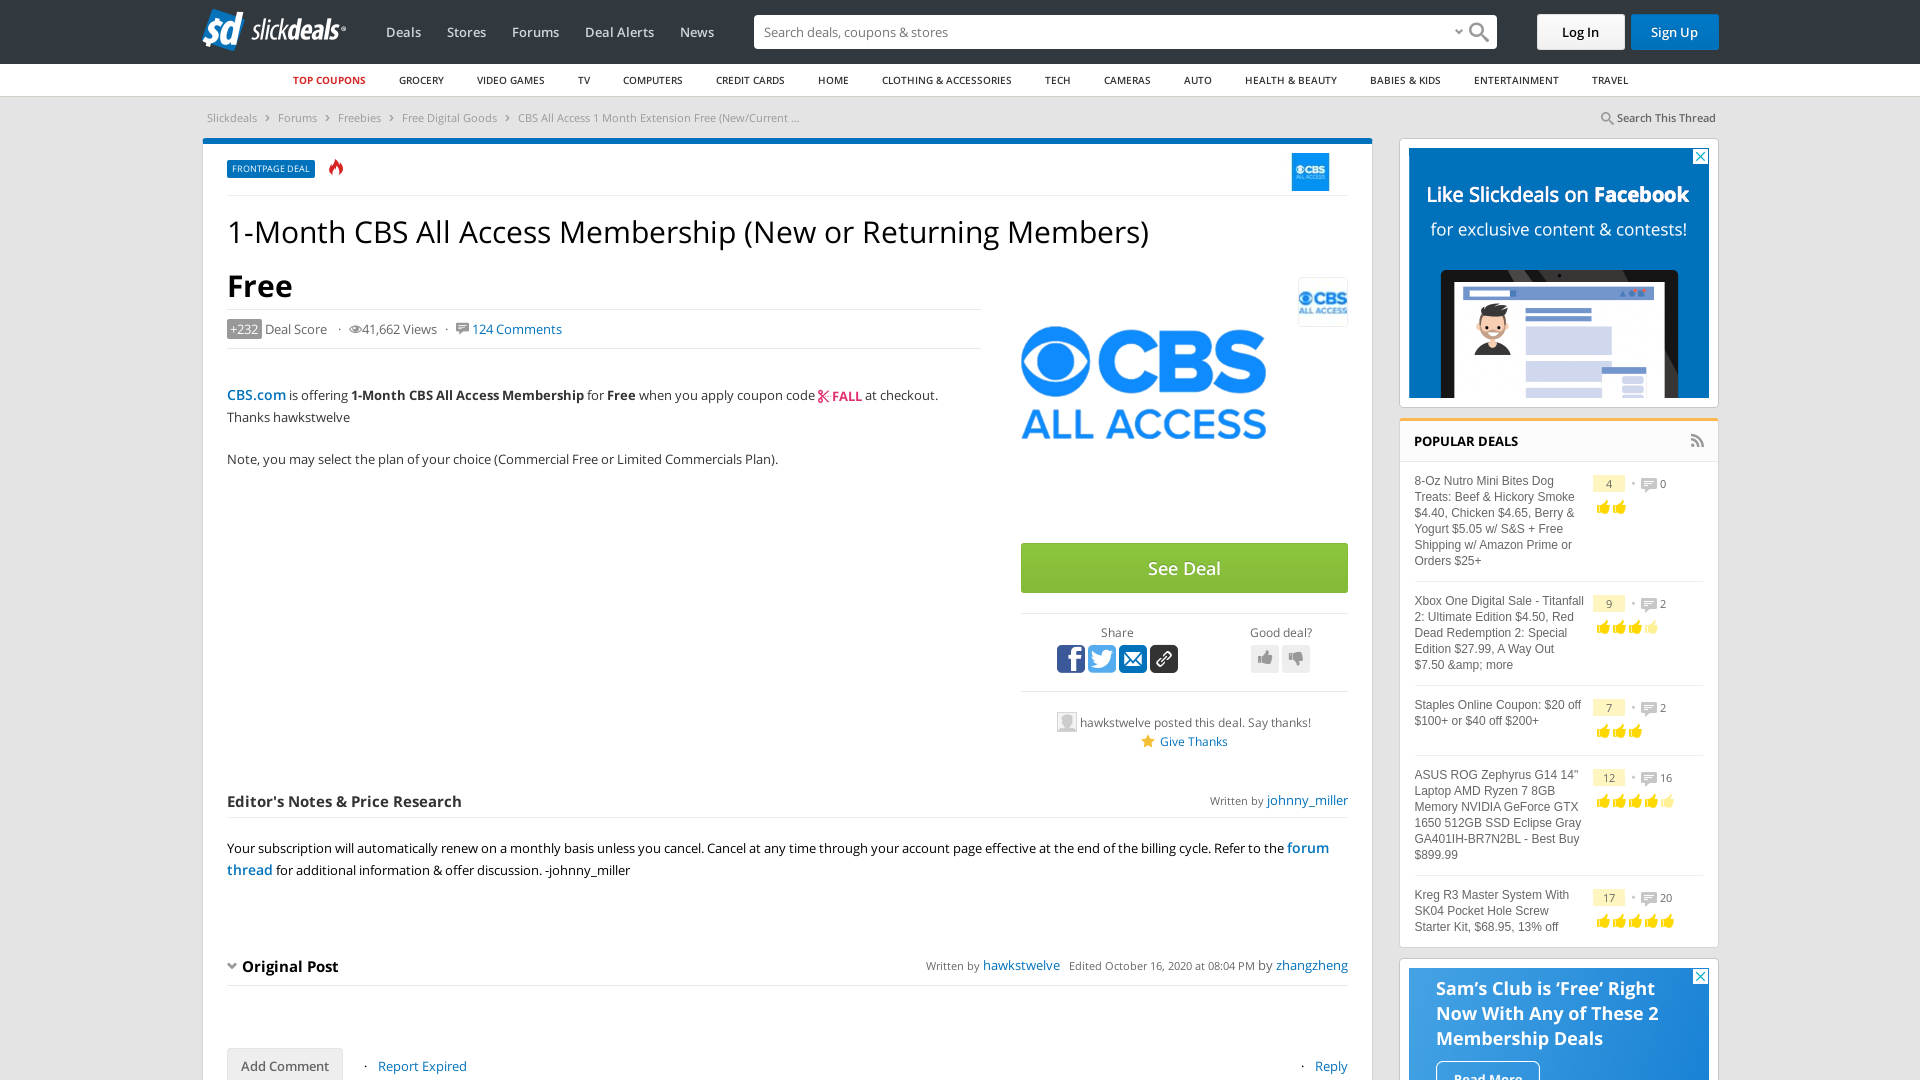 sd slickdeals
Deals Stores Forums Deal Alerts News
Search deals, coupons & stores
Log In Sign Up
TOP COUPONS GROCERY VIDEO GAMES TV COMPUTERS CREDIT CARDS HOME CLOTHING & ACCESSORIES TECH CAMERAS AUTO HEALTH & BEAUTY BABIES & KIDS ENTERTAINMENT TRAVEL
Slickdeals > Forums > Freebies > Free Digital Goods > CBS All Access 1 Month Extension Free (New/Current ...
Search This Thread
FRONTPAGE DEAL
CBS
ALL ACCESS
1-Month CBS All Access Membership (New or Returning Members)
Free
+232 Deal Score · 41,662 Views · 124 Comments
CBS
ALL ACCESS
CBS
ALL ACCESS
CBS.com is offering 1-Month CBS All Access Membership for Free when you apply coupon code FALL at checkout.
Thanks hawkstwelve
Note, you may select the plan of your choice (Commercial Free or Limited Commercials Plan).
See Deal
Share
Good deal?
hawkstwelve posted this deal. Say thanks!
Give Thanks
Editor's Notes & Price Research
Written by johnny_miller
Your subscription will automatically renew on a monthly basis unless you cancel. Cancel at any time through your account page effective at the end of the billing cycle. Refer to the forum
thread for additional information & offer discussion. -johnny_miller
Original Post
Written by hawkstwelve Edited October 16, 2020 at 08:04 PM by zhangzheng
Add Comment · Report Expired
· Reply
Like Slickdeals on Facebook
for exclusive content & contests!
POPULAR DEALS
8-Oz Nutro Mini Bites Dog
Treats: Beef & Hickory Smoke
$4.40, Chicken $4.65, Berry &
Yogurt $5.05 w/ S&S + Free
Shipping w/ Amazon Prime or
Orders $25+
4 • 0
Xbox One Digital Sale - Titanfall
2: Ultimate Edition $4.50, Red
Dead Redemption 2: Special
Edition $27.99, A Way Out
$7.50 &amp; more
9 • 2
Staples Online Coupon: $20 off
$100+ or $40 off $200+
7 • 2
ASUS ROG Zephyrus G14 14"
Laptop AMD Ryzen 7 8GB
Memory NVIDIA GeForce GTX
1650 512GB SSD Eclipse Gray
GA401IH-BR7N2BL - Best Buy
$899.99
12 • 16
Kreg R3 Master System With
SK04 Pocket Hole Screw
Starter Kit, $68.95, 13% off
17 • 20
Sam's Club is 'Free' Right
Now With Any of These 2
Membership Deals
Read More